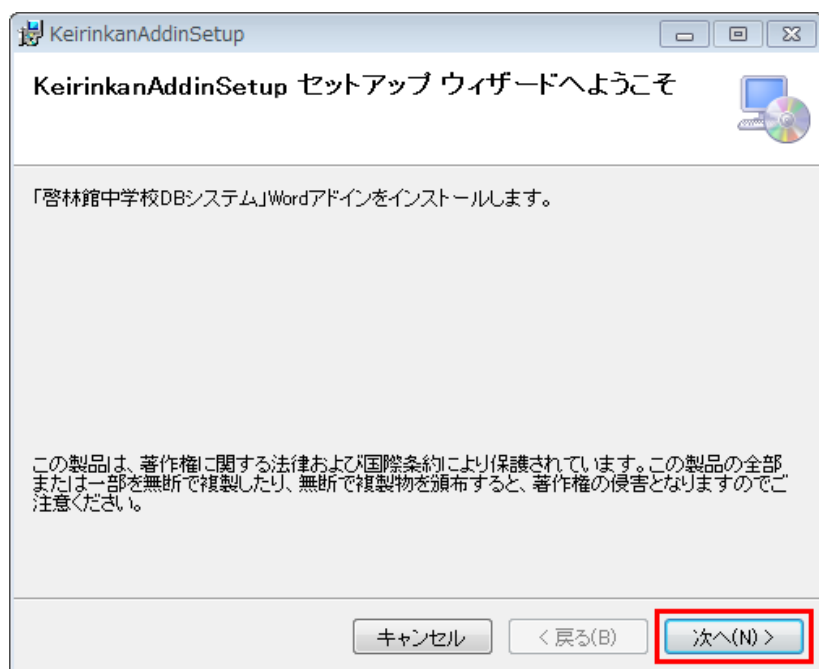 KeirinkanAddinSetup
KeirinkanAddinSetup セットアップ ウィザードへようこそ
「啓林館中学校DBシステム」Wordアドインをインストールします。
この製品は、著作権に関する法律および国際条約により保護されています。この製品の全部
または一部を無断で複製したり、無断で複製物を頒布すると、著作権の侵害となりますのでご
注意ください。
キャンセル
< 戻る(B)
次へ(N) >